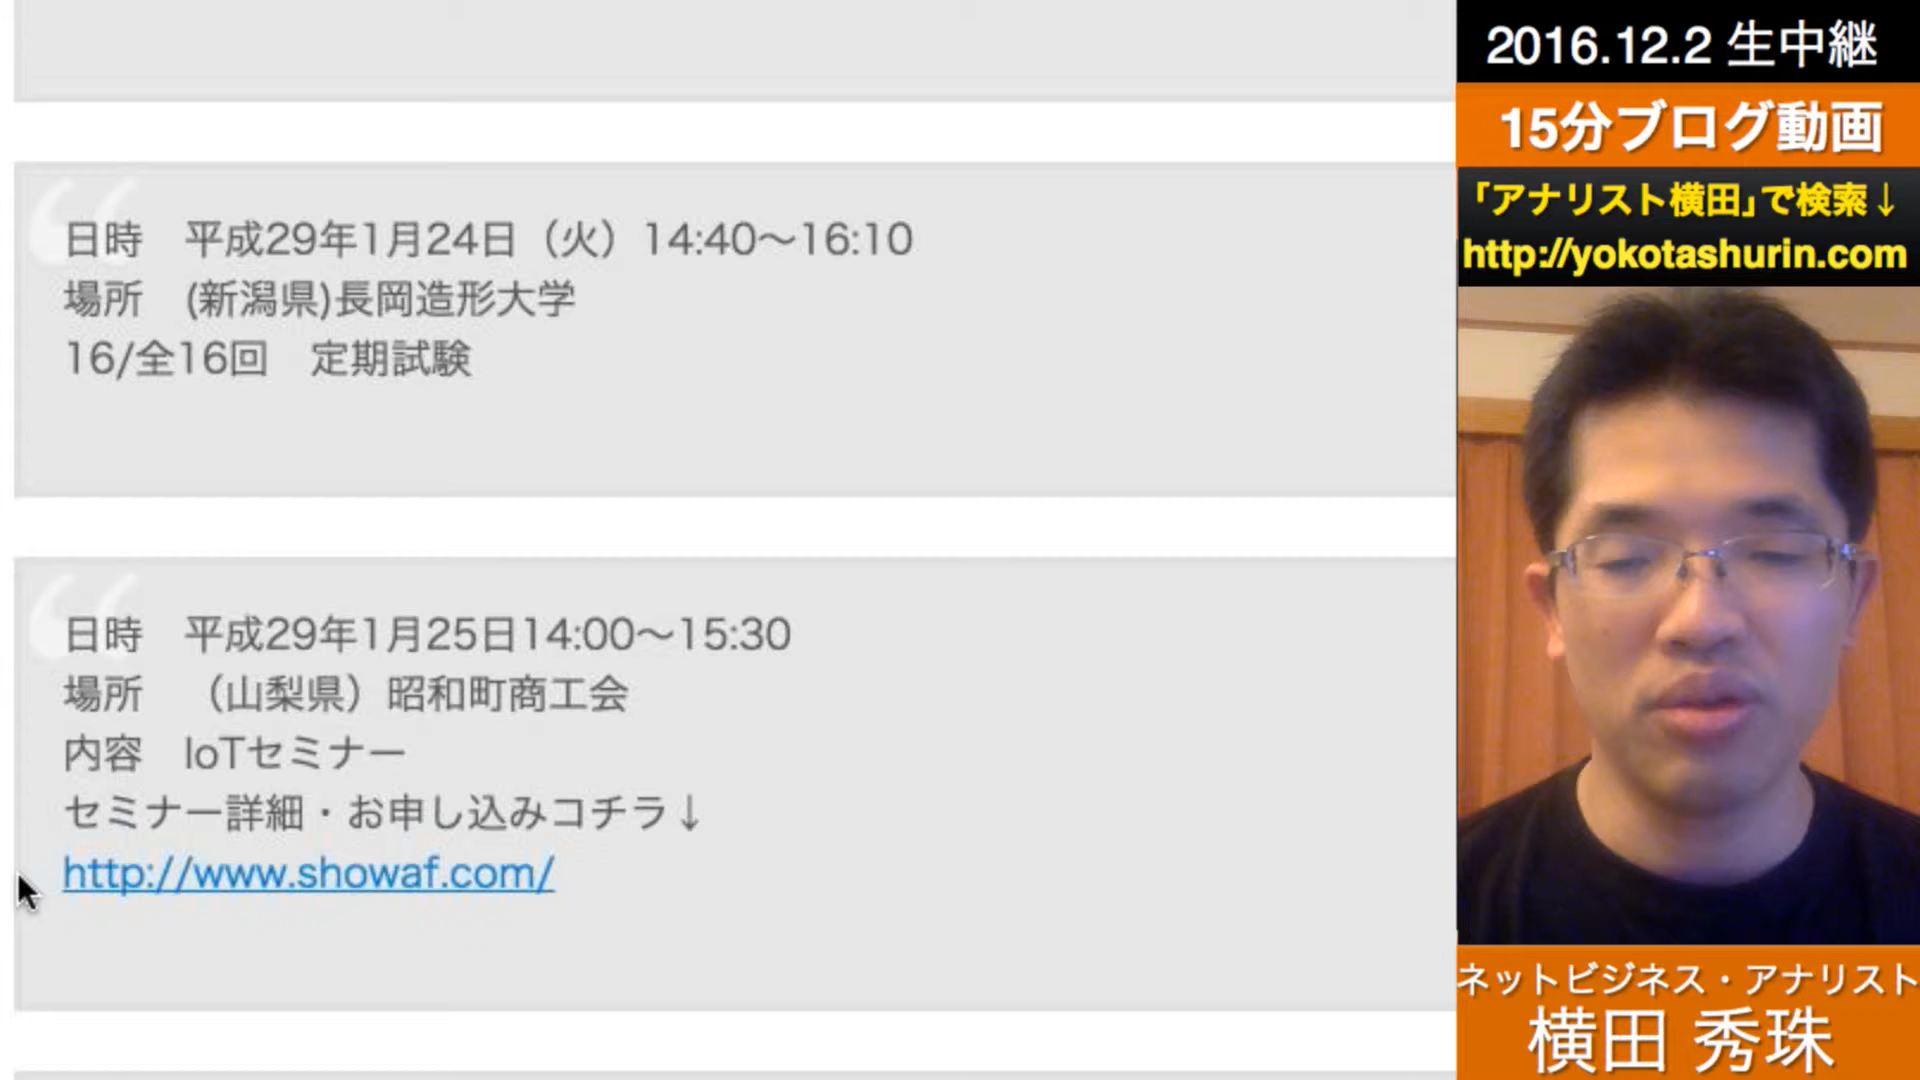 日時　平成29年1月24日（火）14:40〜16:10
場所　(新潟県)長岡造形大学
16/全16回　定期試験
日時　平成29年1月25日14:00〜15:30
場所　（山梨県）昭和町商工会
内容　IoTセミナー
セミナー詳細・お申し込みコチラ↓
http://www.showaf.com/
2016.12.2 生中継
15分ブログ動画
「アナリスト横田」で検索↓
http://yokotashurin.com
ネットビジネス・アナリスト
横田 秀珠